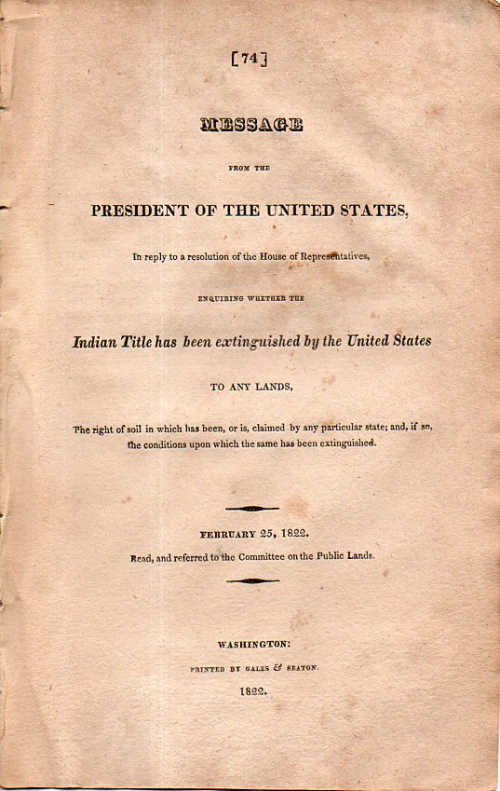 [74]
MESSAGE
FROM THE
PRESIDENT OF THE UNITED STATES,
In reply to a resolution of the House of Representatives,
ENQUIRING WHETHER THE
Indian Title has been extinguished by the United States
TO ANY LANDS,
The right of soil in which has been, or is, claimed by any particular state; and, if so,
the conditions upon which the same has been extinguished.
FEBRUARY 25, 1822.
Read, and referred to the Committee on the Public Lands.
WASHINGTON:
PRINTED BY GALES & SEATON.
1822.